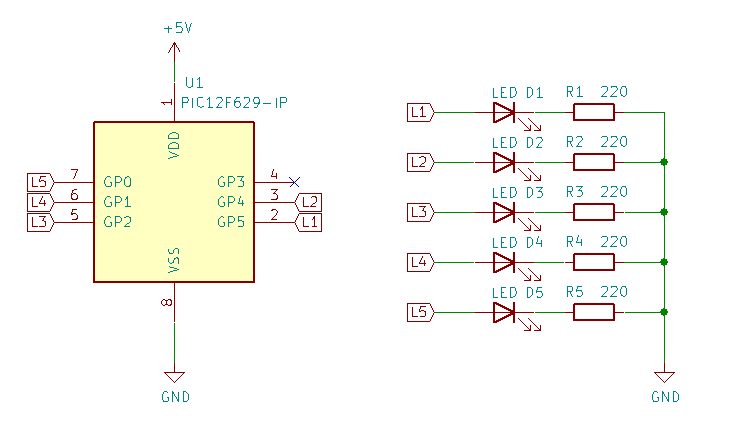 +5V
U1
PIC12F629-IP
1
VDD
L5 7 GP0 GP3 4
L4 6 GP1 GP4 3 L2
L3 5 GP2 GP5 2 L1
VSS
8
GND
LED D1 R1 220
L1
LED D2 R2 220
L2
LED D3 R3 220
L3
LED D4 R4 220
L4
LED D5 R5 220
L5
GND